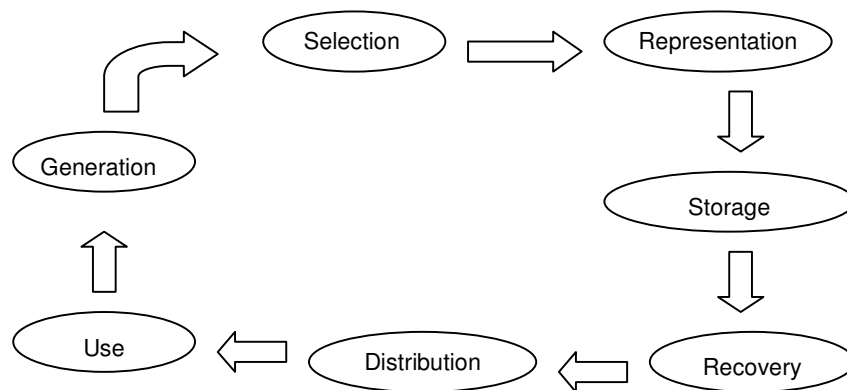 Selection
Representation
Generation
Storage
Use
Distribution
Recovery